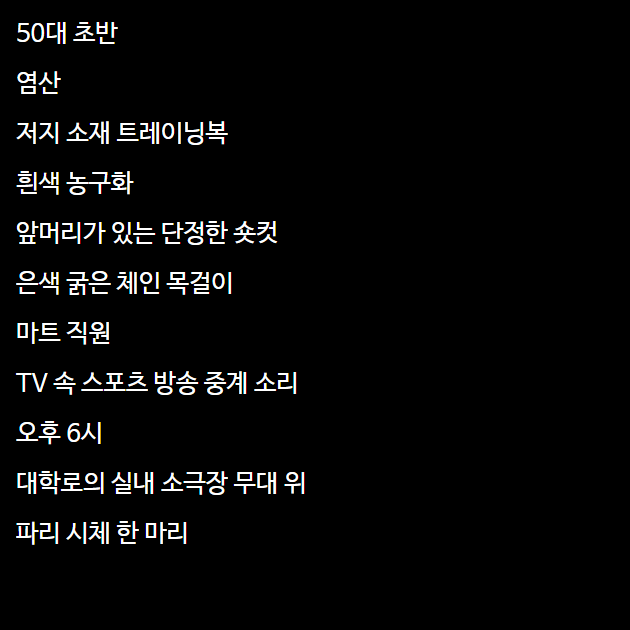 50대 초반
염산
저지 소재 트레이닝복
흰색 농구화
앞머리가 있는 단정한 숏컷
은색 굵은 체인 목걸이
마트 직원
TV 속 스포츠 방송 중계 소리
오후 6시
대학로의 실내 소극장 무대 위
파리 시체 한 마리